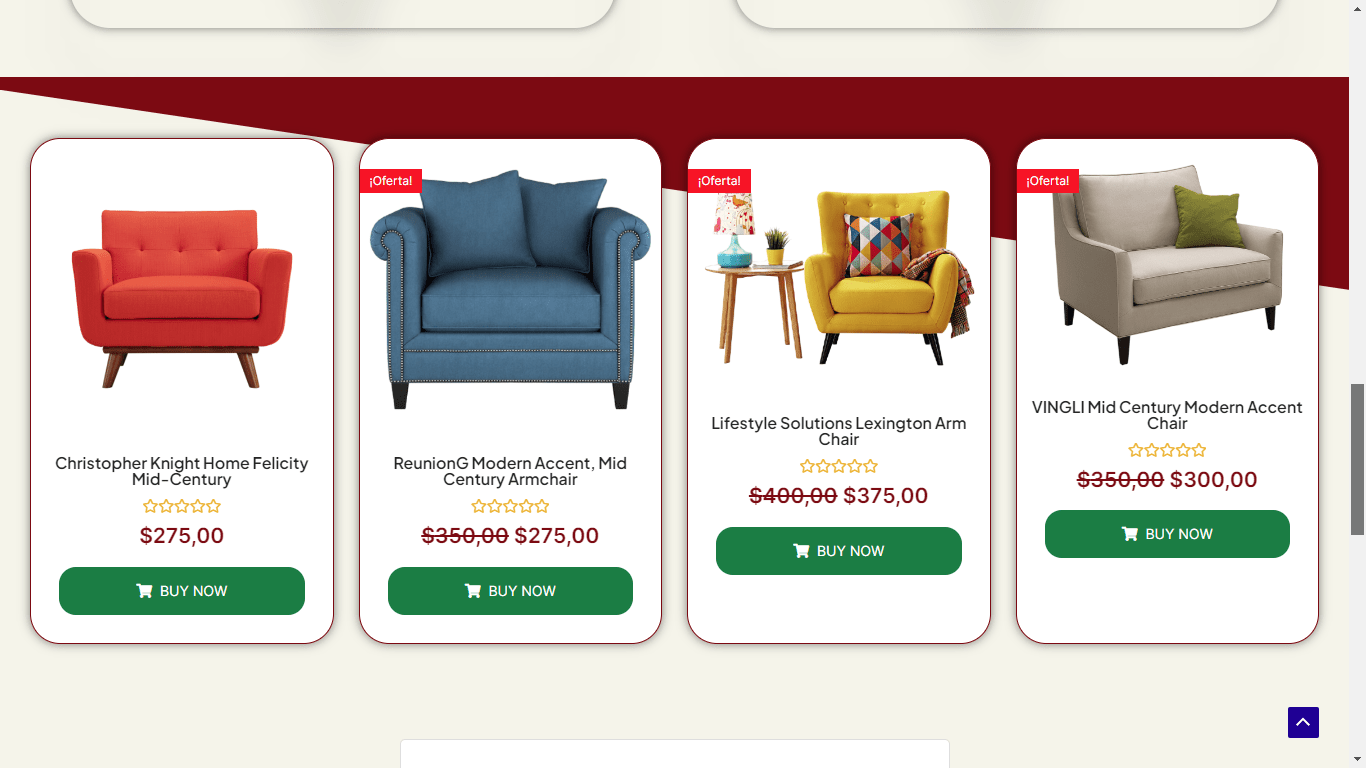 Christopher Knight Home Felicity
Mid-Century
$275,00
BUY NOW
¡Oferta!
ReunionG Modern Accent, Mid
Century Armchair
$350,00 $275,00
BUY NOW
¡Oferta!
Lifestyle Solutions Lexington Arm
Chair
$400,00 $375,00
BUY NOW
¡Oferta!
VINGLI Mid Century Modern Accent
Chair
$350,00 $300,00
BUY NOW